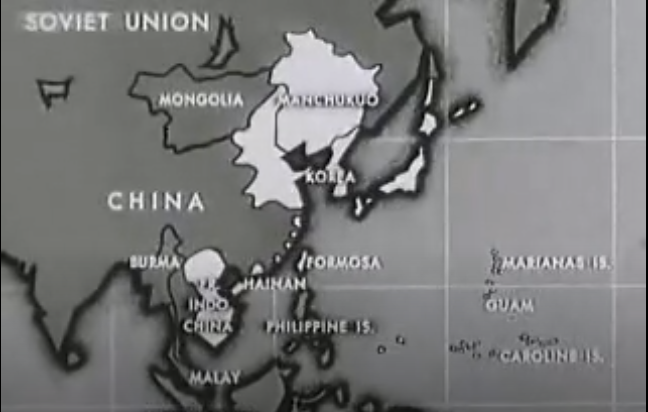 SOVIET UNION
MONGOLIA
MANCHUKUO
KOREA
CHINA
BURMA
FORMOSA
MARIANAS IS.
FR.
INDO
CHINA
HAINAN
GUAM
PHILIPPINE IS.
CAROLINE IS.
MALAY